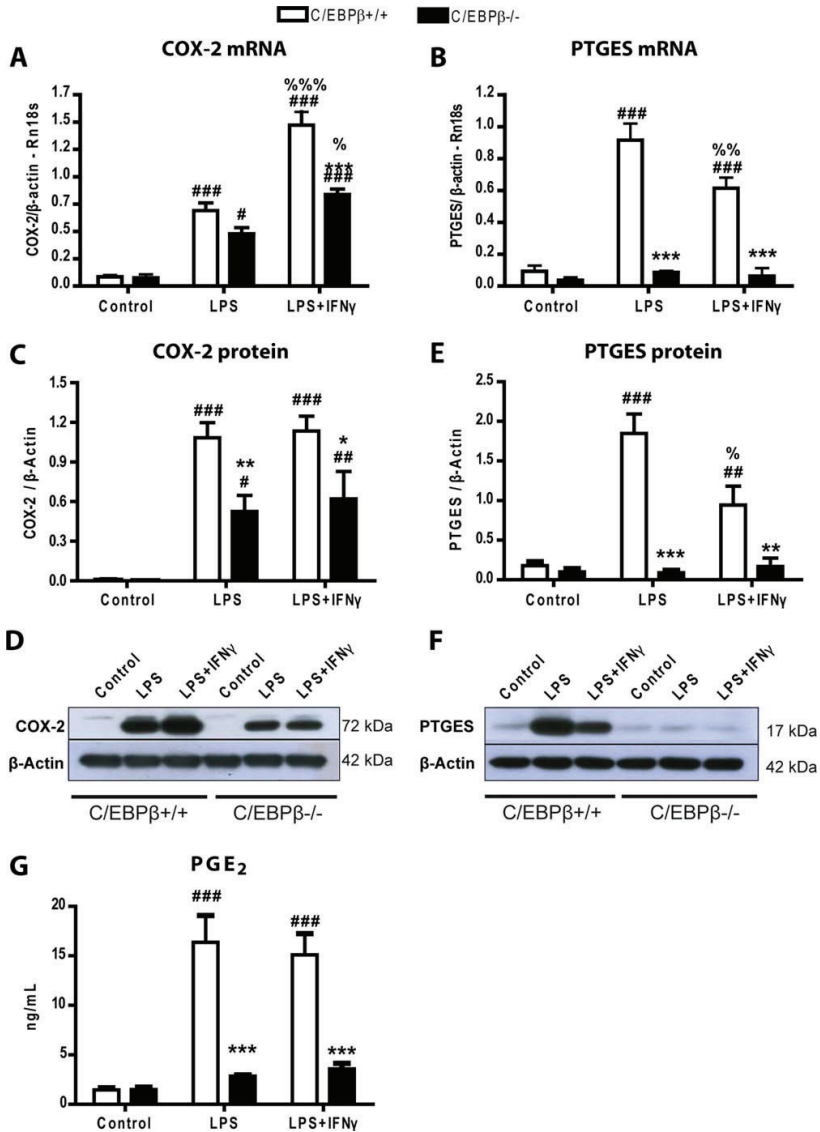 C/EBPβ+/+ C/EBPβ-/-
A COX-2 mRNA
COX-2/β-actin - Rn18s
1.7
1.5
1.2
1.0
0.7
0.5
0.2
0.0
###
#
%%%
###
%
***
###
Control LPS LPS+IFNγ
B PTGES mRNA
PTGES/ β-actin - Rn18s
1.2
1.0
0.8
0.6
0.4
0.2
0.0
###
***
%%
###
***
Control LPS LPS+IFNγ
C COX-2 protein
COX-2 / β-Actin
1.5
1.2
0.9
0.6
0.3
0.0
###
**
#
###
*
##
Control LPS LPS+IFNγ
E PTGES protein
PTGES / β-Actin
2.5
2.0
1.5
1.0
0.5
0.0
###
***
%
##
**
Control LPS LPS+IFNγ
D
Control LPS LPS+IFNγ Control LPS LPS+IFNγ
COX-2 72 kDa
β-Actin 42 kDa
C/EBPβ+/+ C/EBPβ-/-
F
Control LPS LPS+IFNγ Control LPS LPS+IFNγ
PTGES 17 kDa
β-Actin 42 kDa
C/EBPβ+/+ C/EBPβ-/-
G PGE2
ng/mL
20
15
10
5
0
###
***
###
***
Control LPS LPS+IFNγ